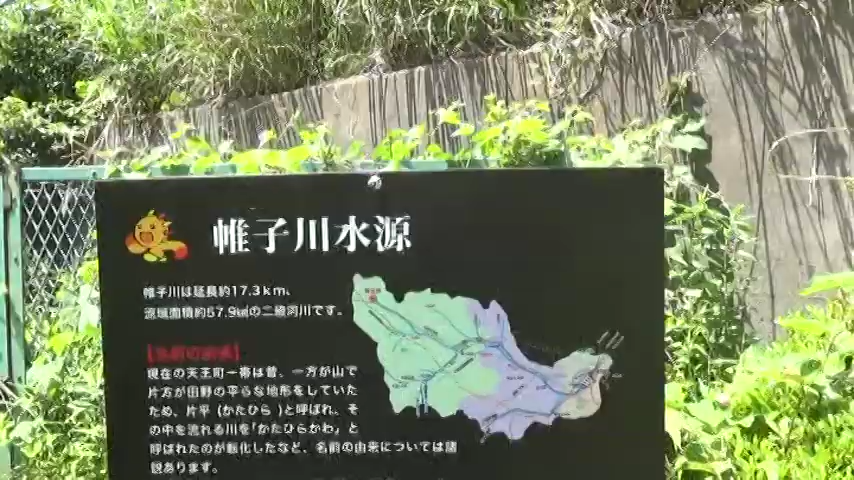 帷子川水源
帷子川は延長約17.3km、
流域面積約57.9k㎡の二級河川です。
【名前の由来】
現在の天王町一帯は昔、一方が山で
片方が田野の平らな地形をしていた
ため、片平(かたひら)と呼ばれ、そ
の中を流れる川を「かたひらがわ」と
呼ばれたのが転化したなど、名前の由来については諸
説あります。